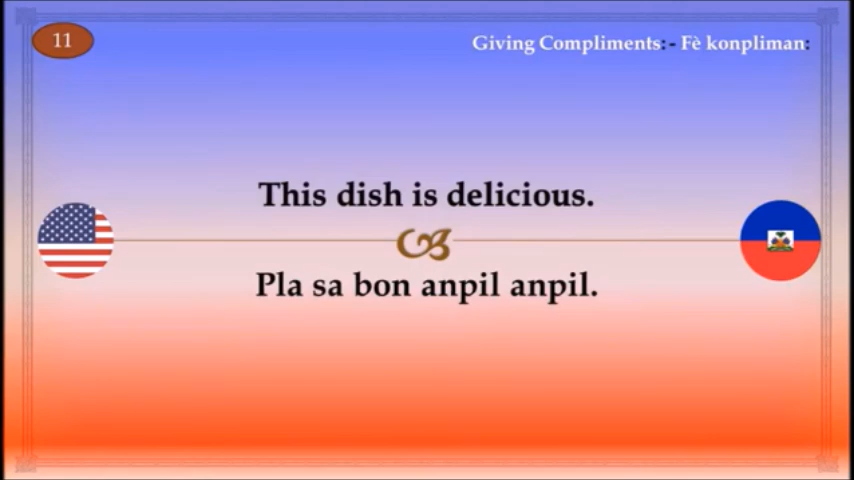 11
Giving Compliments:- Fè konpliman:
This dish is delicious.
Pla sa bon anpil anpil.